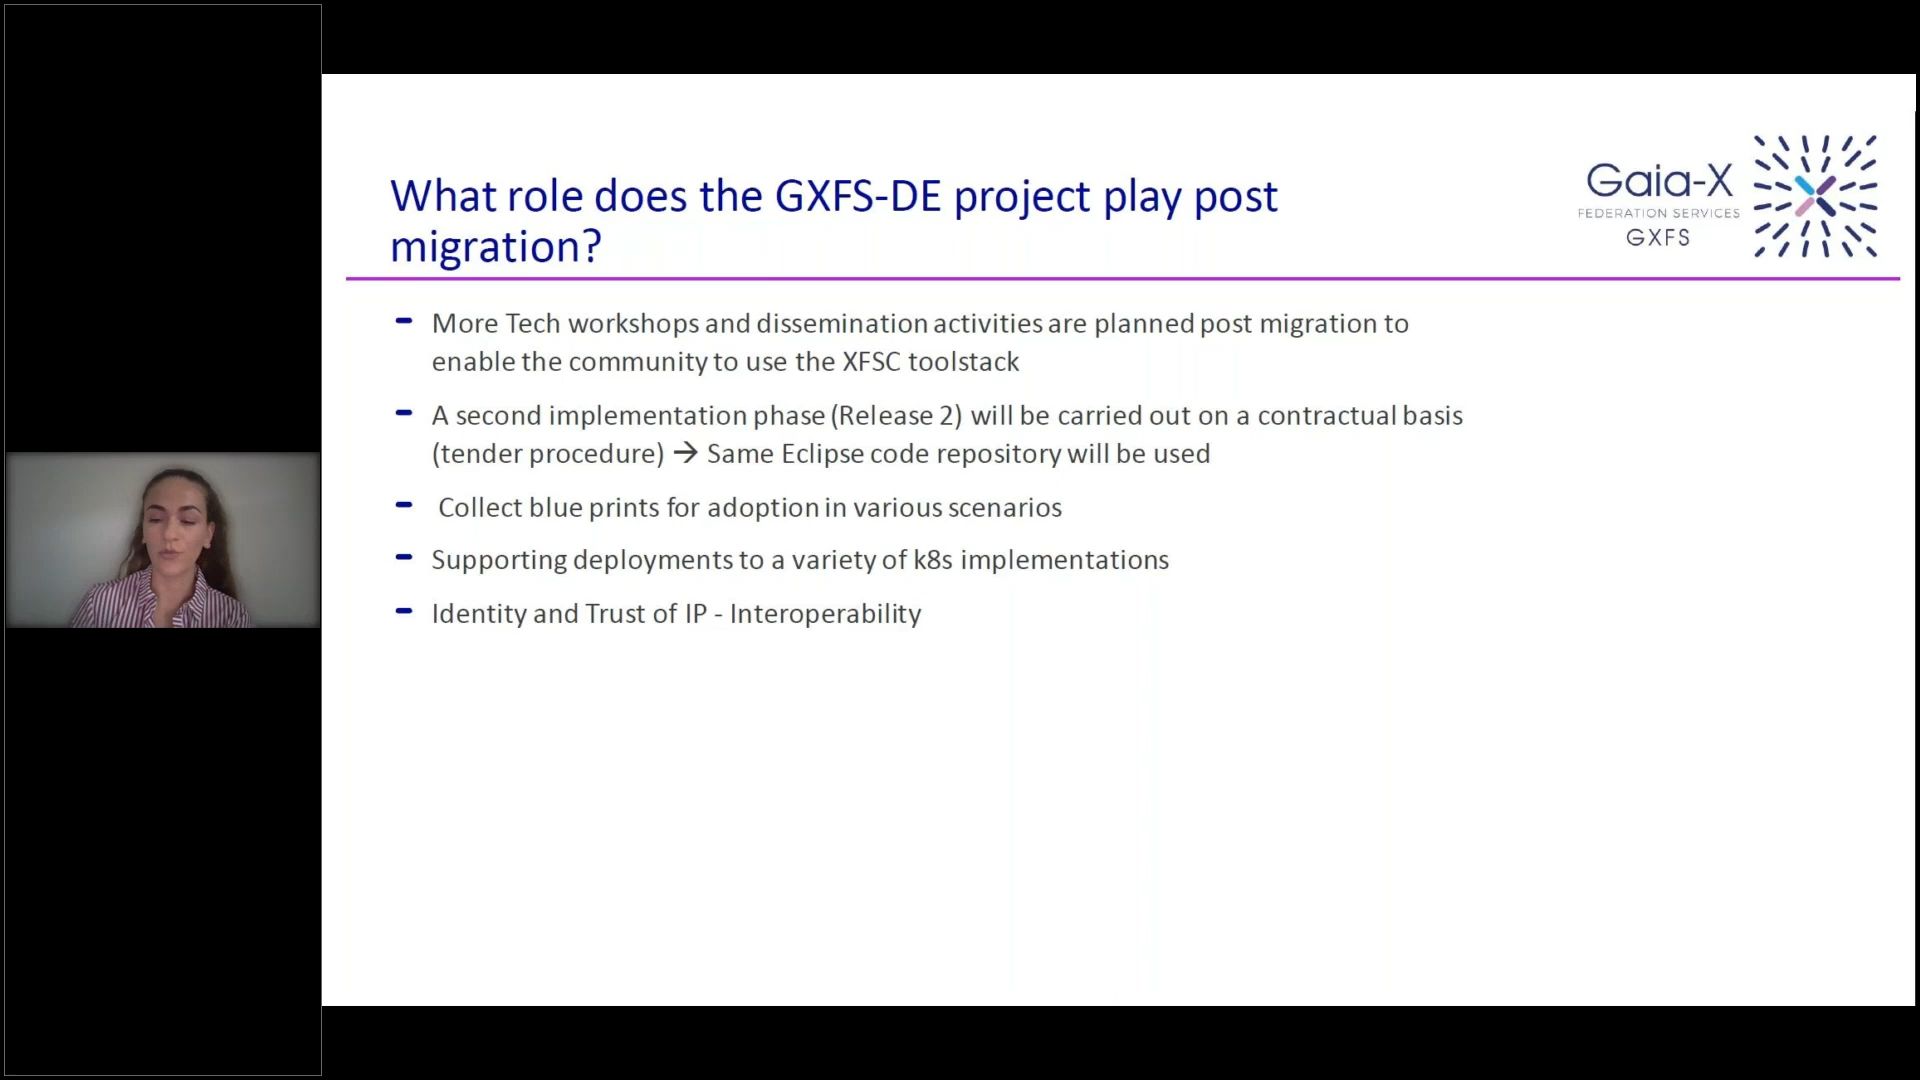 What role does the GXFS-DE project play post
migration?
Gaia-X
FEDERATION SERVICES
GXFS
- More Tech workshops and dissemination activities are planned post migration to
enable the community to use the XFSC toolstack
- A second implementation phase (Release 2) will be carried out on a contractual basis
(tender procedure) → Same Eclipse code repository will be used
- Collect blue prints for adoption in various scenarios
- Supporting deployments to a variety of k8s implementations
- Identity and Trust of IP - Interoperability